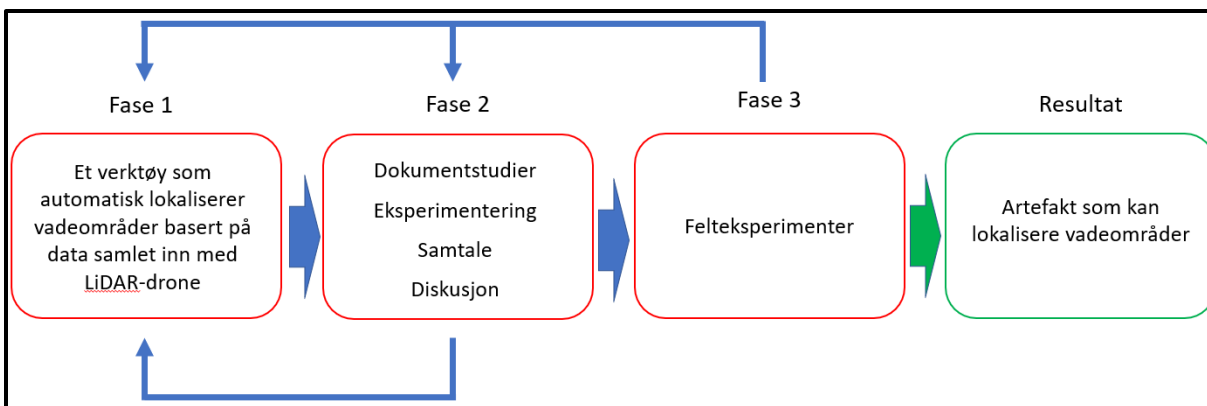 Fase 1
Et verktøy som
automatisk lokaliserer
vadeområder basert på
data samlet inn med
LiDAR-drone
Fase 2
Dokumentstudier
Eksperimentering
Samtale
Diskusjon
Fase 3
Felteksperimenter
Resultat
Artefakt som kan
lokalisere vadeområder